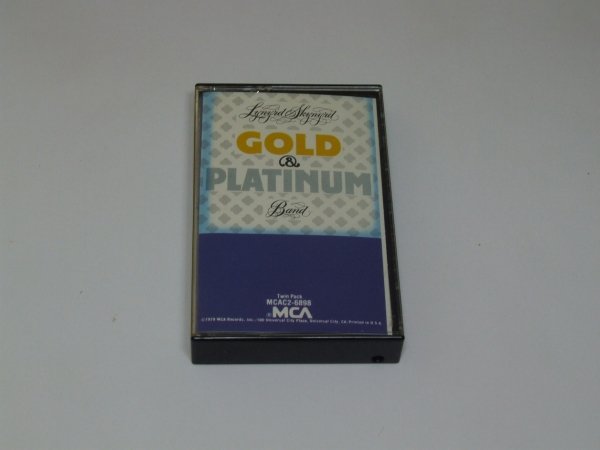 Lynyrd Skynyrd
GOLD
&
PLATINUM
Band
Twin Pack
MCAC2-6898
MCA
©1979 MCA Records, Inc., 100 Universal City Plaza, Universal City, CA. Printed in U.S.A.